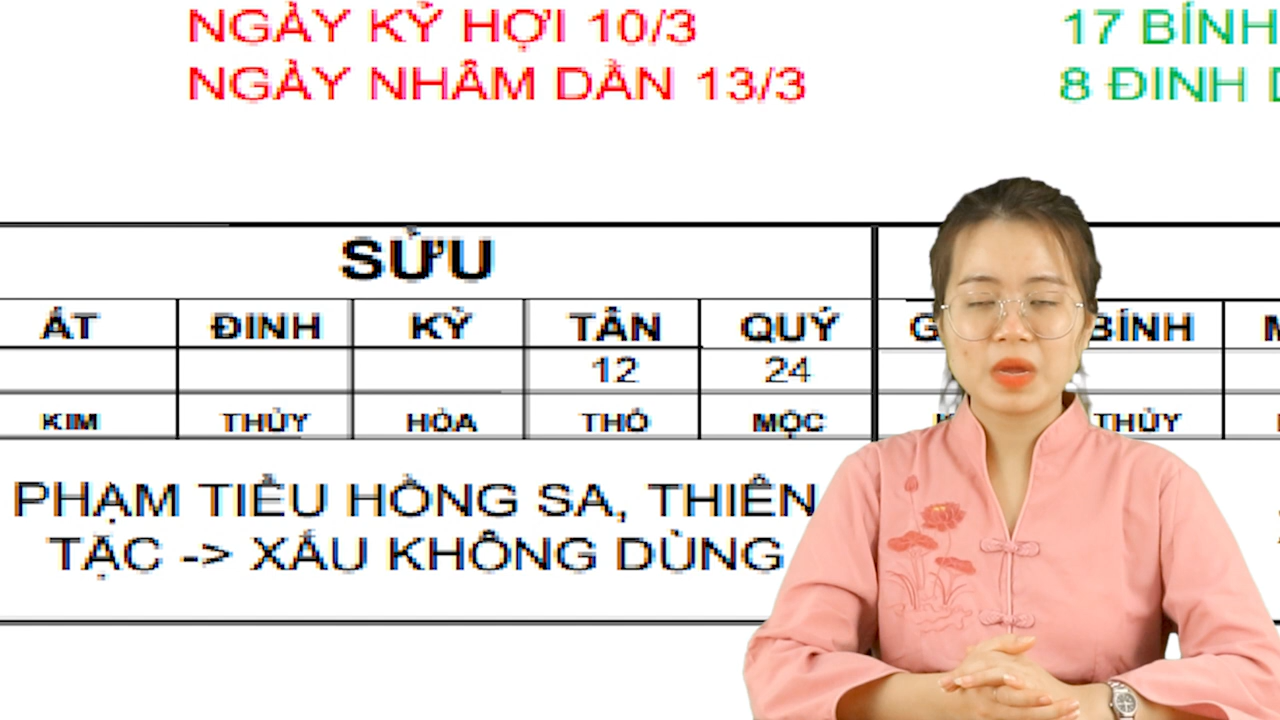 NGÀY KỶ HỢI 10/3
NGÀY NHÂM DẦN 13/3
17 BÍNH
8 ĐINH
SỬU
ẤT ĐINH KỶ TÂN QUÝ BÍNH
12 24
KIM THỦY HỎA THỔ MỘC THỦY
PHẠM TIỂU HỒNG SA, THIÊN
TẶC -> XẤU KHÔNG DÙNG